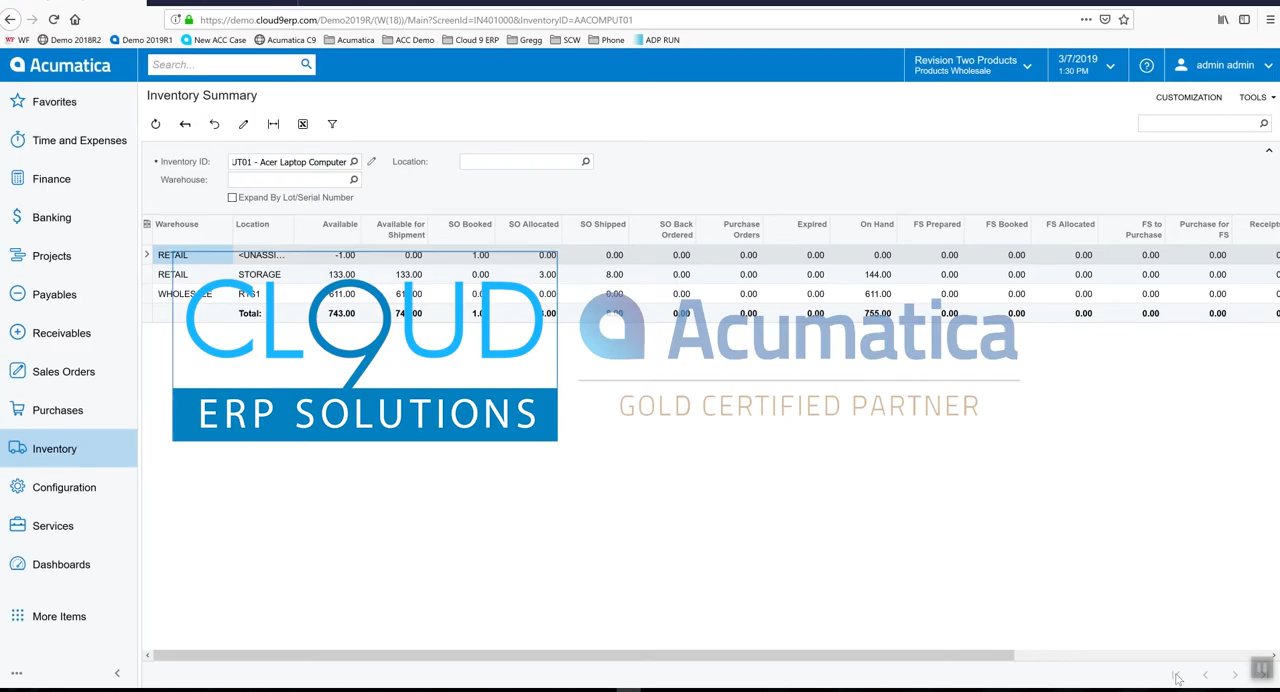 https://demo.cloud9erp.com/Demo2019R/(W(18))/Main?ScreenId=IN401000&InventoryID=AACOMPUT01
WF WF Demo 2018R2 Demo 2019R1 New ACC Case Acumatica C9 Acumatica ACC Demo Cloud 9 ERP Gregg SCW Phone ADP RUN
Acumatica Search... Revision Two Products Products Wholesale 3/7/2019 1:30 PM admin admin
Inventory Summary
CUSTOMIZATION TOOLS
Favorites
Time and Expenses
Finance
Banking
Projects
Payables
Receivables
Sales Orders
Purchases
Inventory
Configuration
Services
Dashboards
More Items
Inventory ID: UT01 - Acer Laptop Computer Location:
Warehouse:
Expand By Lot/Serial Number
Warehouse Location Available Available for Shipment SO Booked SO Allocated SO Shipped SO Back Ordered Purchase Orders Expired On Hand FS Prepared FS Booked FS Allocated FS to Purchase Purchase for FS
RETAIL <UNASSI... -1.00 0.00 1.00 0.00 0.00 0.00 0.00 0.00 0.00 0.00 0.00 0.00 0.00 0.00
RETAIL STORAGE 133.00 133.00 0.00 3.00 8.00 0.00 0.00 0.00 144.00 0.00 0.00 0.00 0.00 0.00
611.00 0.00 0.00 0.00 0.00 611.00 0.00 0.00 0.00 0.00 0.00
Total: 743.00 0.00 0.00 0.00 755.00 0.00 0.00 0.00 0.00 0.00
CLOUD9
ERP SOLUTIONS
Acumatica
GOLD CERTIFIED PARTNER